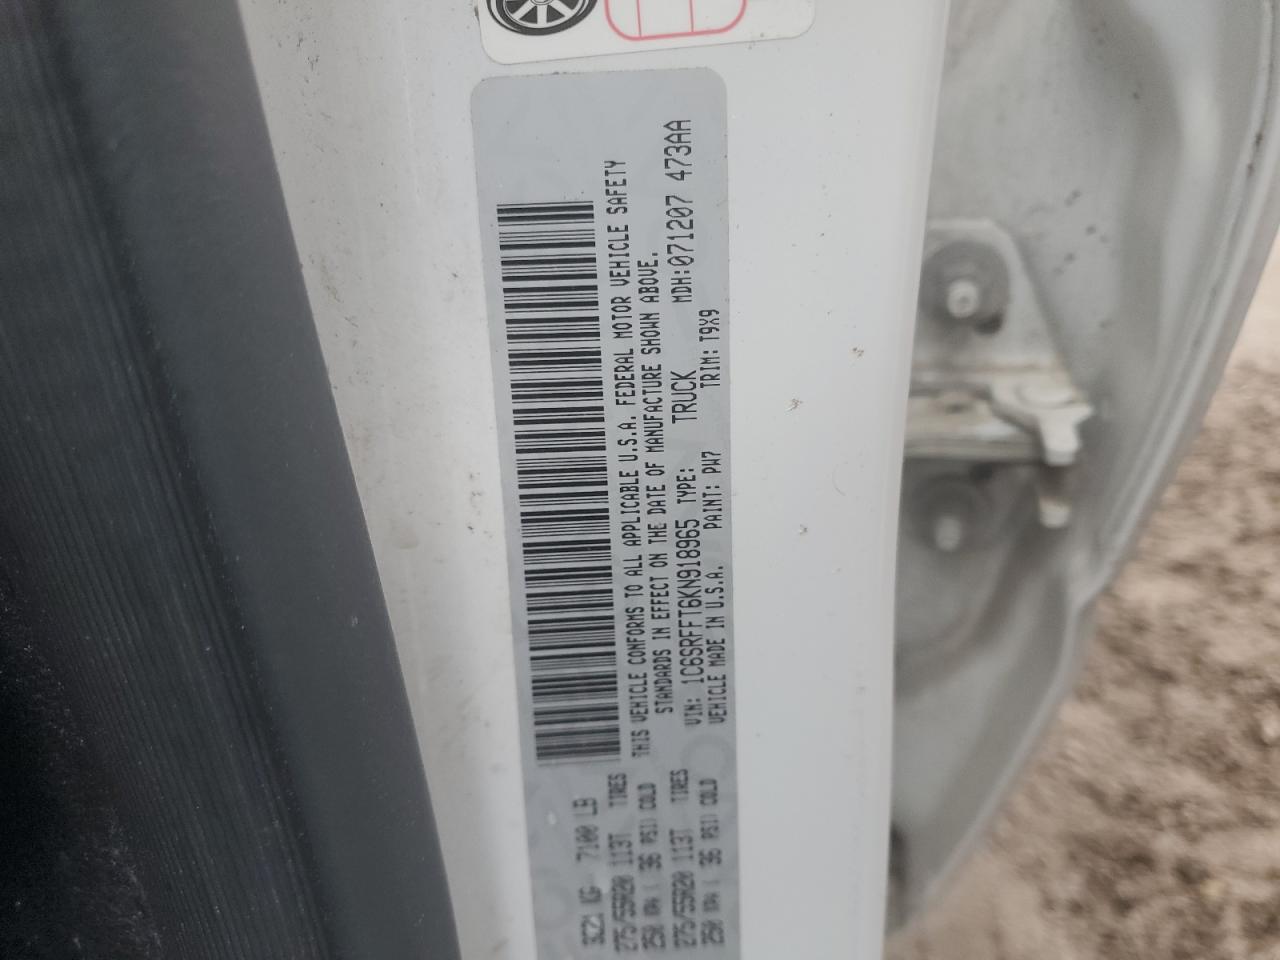 3221 KG 7100 LB
275/55R20 113T TIRES
250 KPA ( 36 PSI) COLD
275/55R20 113T TIRES
250 KPA ( 36 PSI) COLD
THIS VEHICLE CONFORMS TO ALL APPLICABLE U.S.A. FEDERAL MOTOR VEHICLE SAFETY
STANDARDS IN EFFECT ON THE DATE OF MANUFACTURE SHOWN ABOVE.
VIN: 1C6SRFFT6KN918965 TYPE: TRUCK MDH:071207 473AA
VEHICLE MADE IN U.S.A. PAINT: PW7 TRIM: T9X9